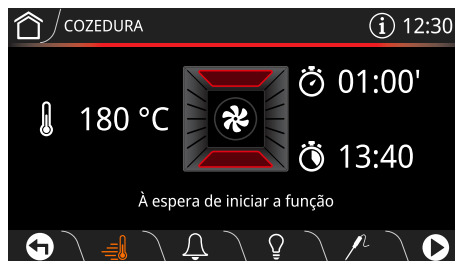 COZEDURA
12:30
180 °C
01:00'
13:40
À espera de iniciar a função